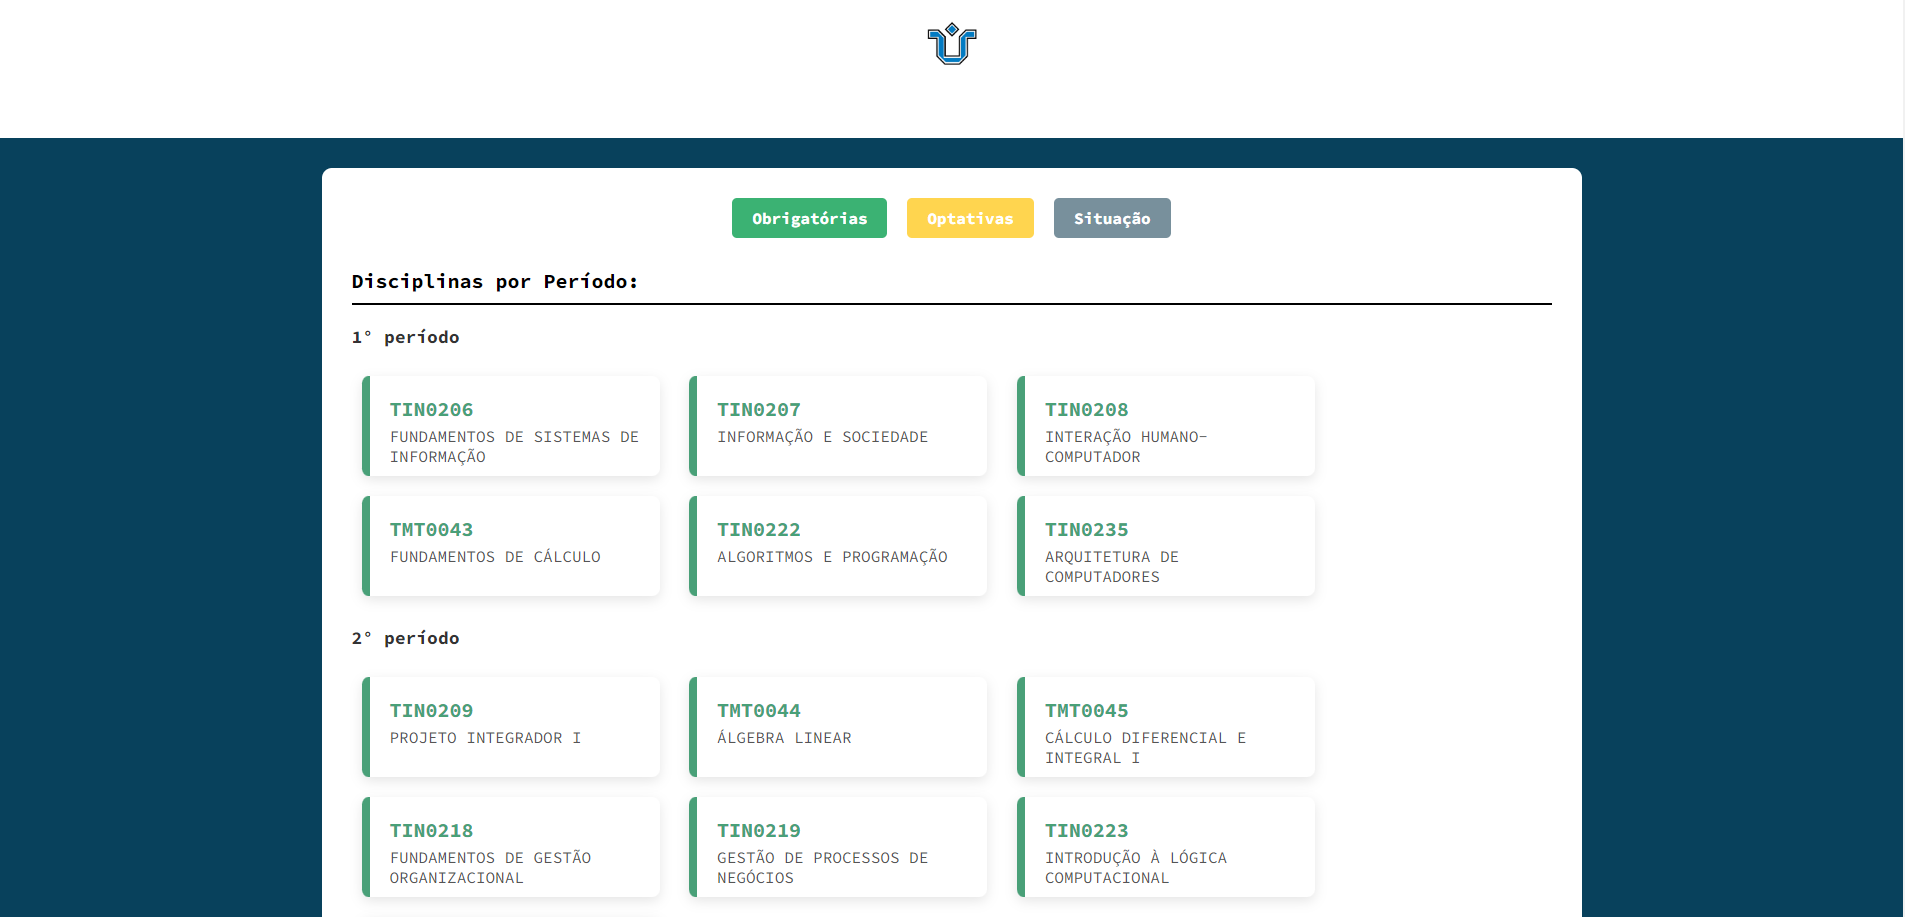 Obrigatórias
Optativas
Situação
Disciplinas por Período:
1° período
TIN0206
FUNDAMENTOS DE SISTEMAS DE
INFORMAÇÃO
TIN0207
INFORMAÇÃO E SOCIEDADE
TIN0208
INTERAÇÃO HUMANO-
COMPUTADOR
TMT0043
FUNDAMENTOS DE CÁLCULO
TIN0222
ALGORITMOS E PROGRAMAÇÃO
TIN0235
ARQUITETURA DE
COMPUTADORES
2° período
TIN0209
PROJETO INTEGRADOR I
TMT0044
ÁLGEBRA LINEAR
TMT0045
CÁLCULO DIFERENCIAL E
INTEGRAL I
TIN0218
FUNDAMENTOS DE GESTÃO
ORGANIZACIONAL
TIN0219
GESTÃO DE PROCESSOS DE
NEGÓCIOS
TIN0223
INTRODUÇÃO À LÓGICA
COMPUTACIONAL